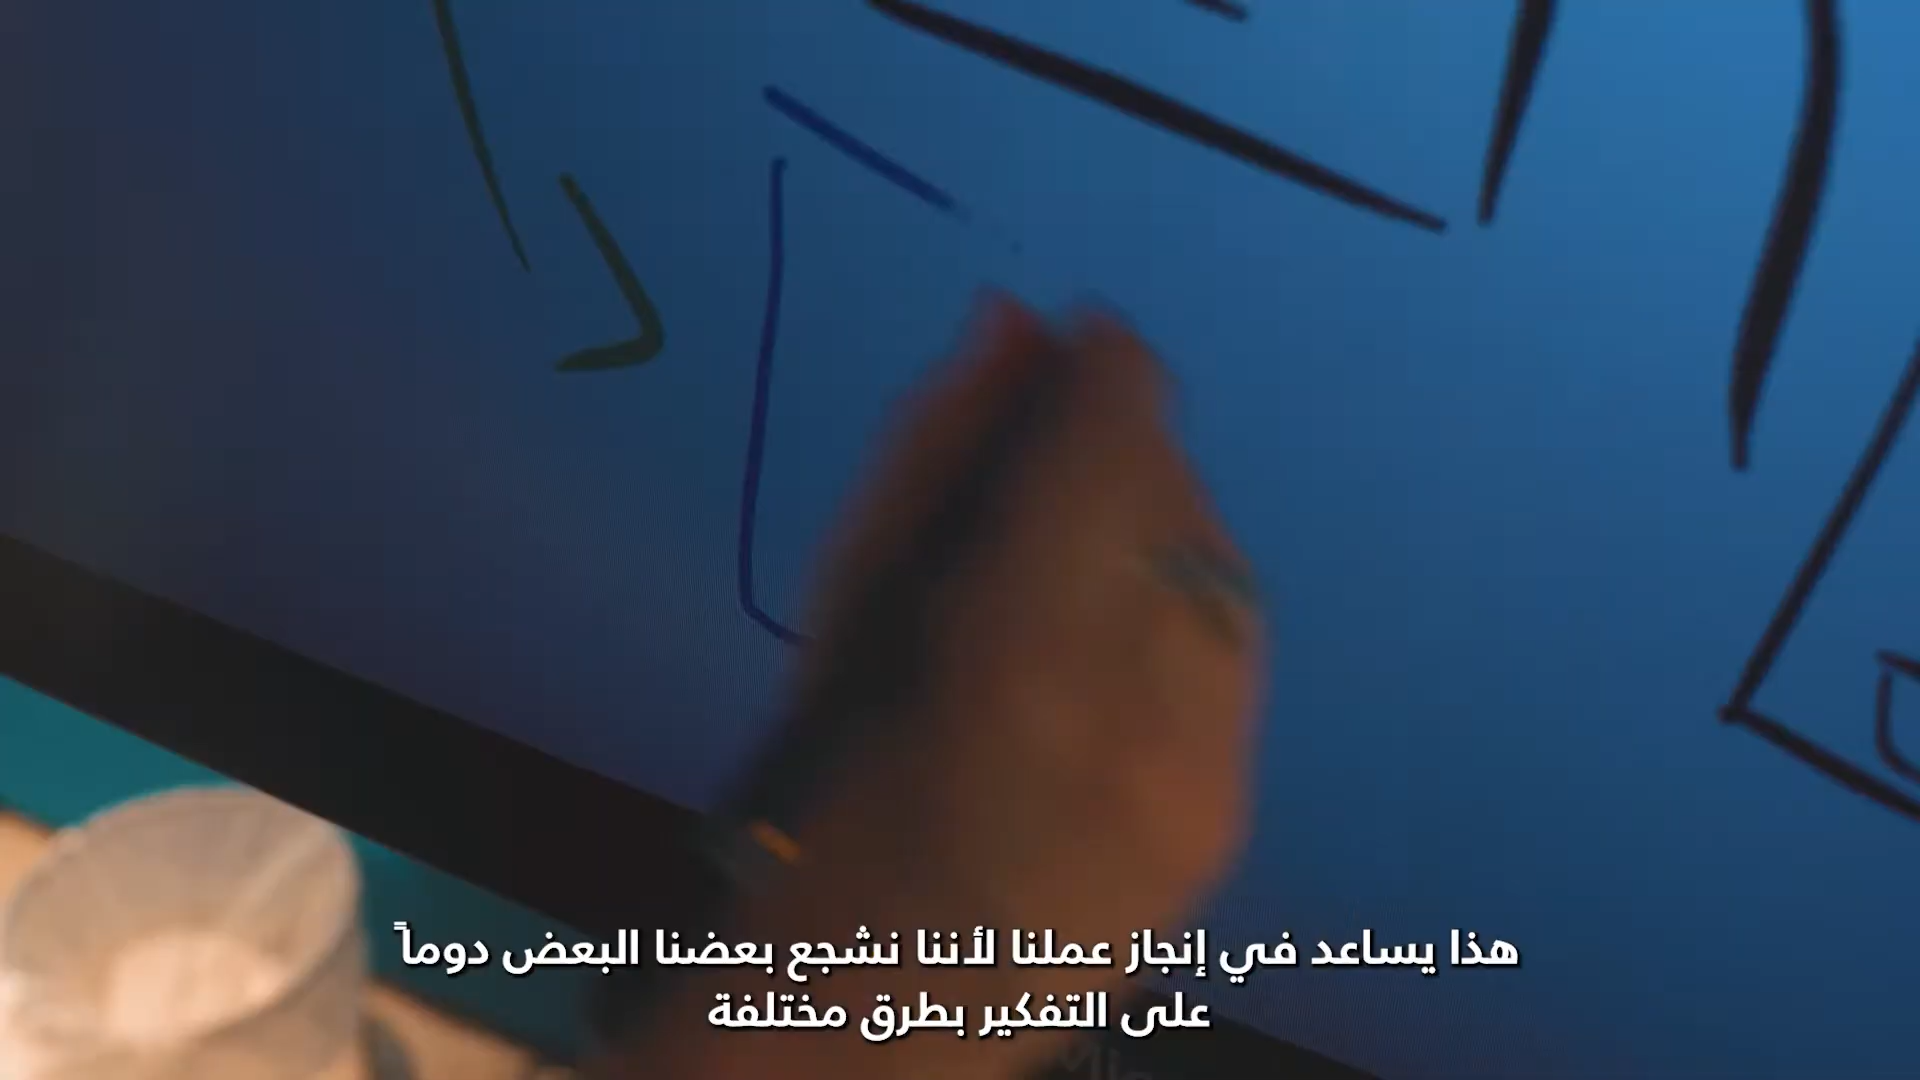 هذا يساعد في إنجاز عملنا لأننا نشجع بعضنا البعض دوماً
على التفكير بطرق مختلفة